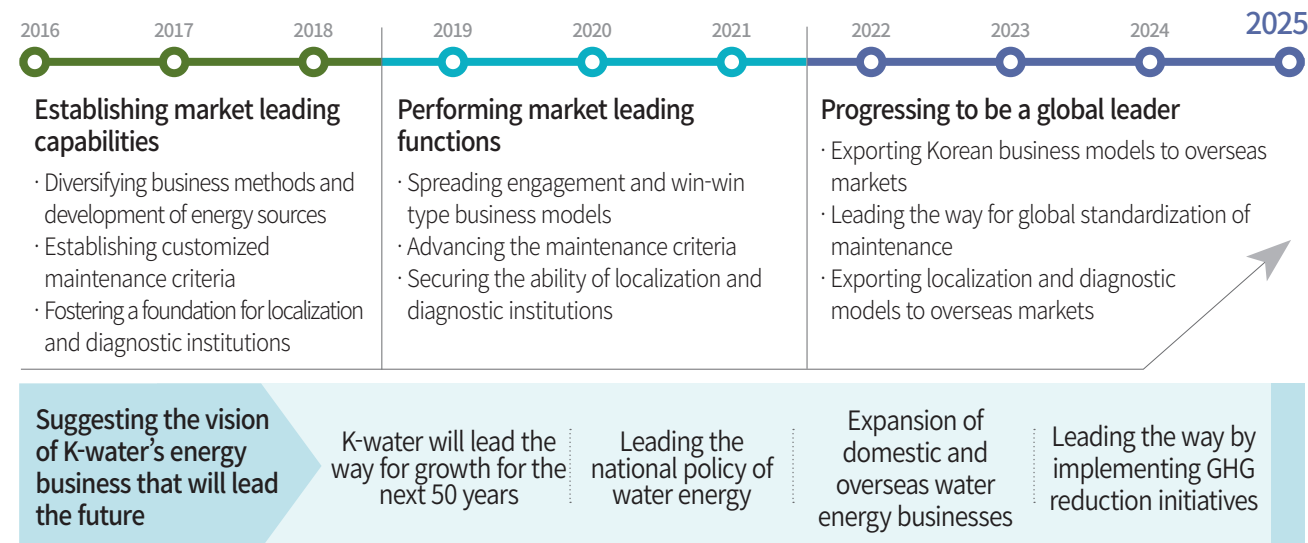 2016
2017
2018
2019
2020
2021
2022
2023
2024
2025
Establishing market leading
capabilities
· Diversifying business methods and
development of energy sources
· Establishing customized
maintenance criteria
· Fostering a foundation for localization
and diagnostic institutions
Performing market leading
functions
· Spreading engagement and win-win
type business models
· Advancing the maintenance criteria
· Securing the ability of localization and
diagnostic institutions
Progressing to be a global leader
· Exporting Korean business models to overseas
markets
· Leading the way for global standardization of
maintenance
· Exporting localization and diagnostic
models to overseas markets
Suggesting the vision
of K-water’s energy
business that will lead
the future
K-water will lead the
way for growth for the
next 50 years
Leading the
national policy of
water energy
Expansion of
domestic and
overseas water
energy businesses
Leading the way by
implementing GHG
reduction initiatives